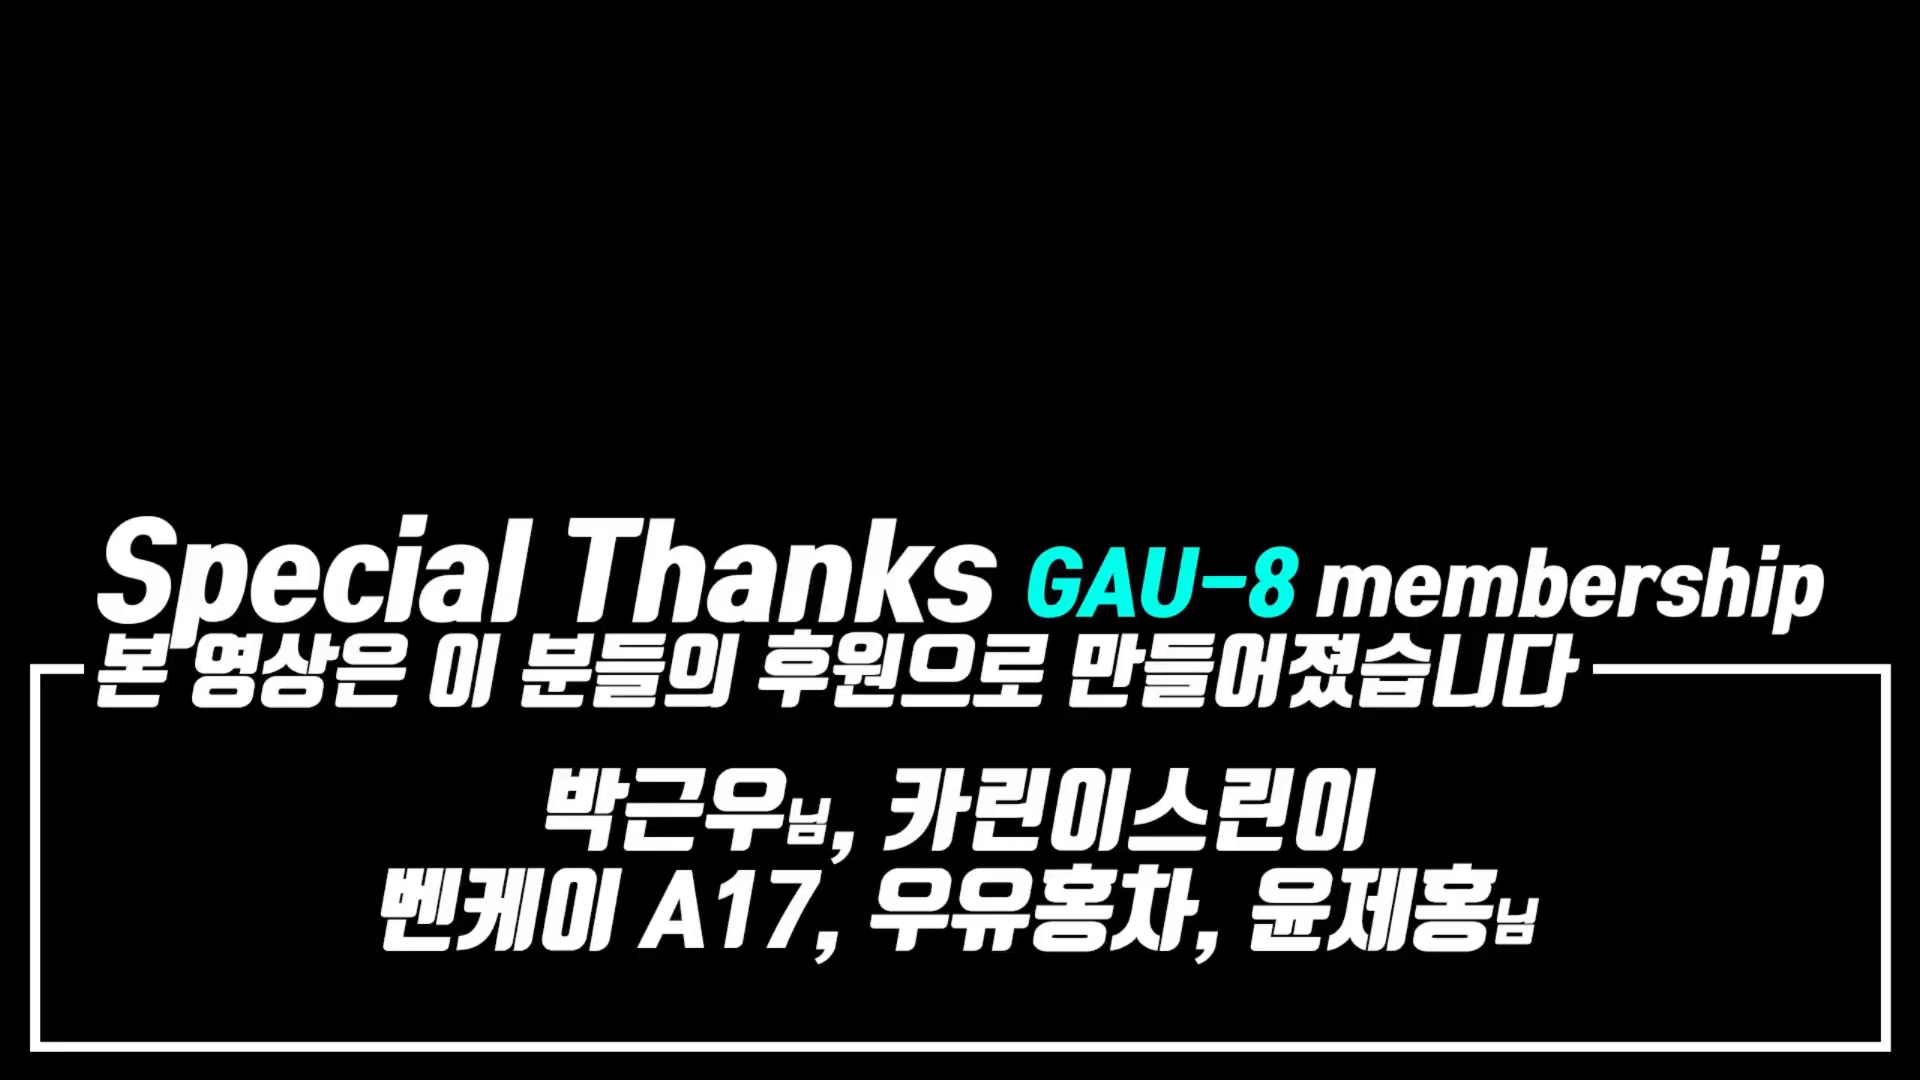 Special Thanks GAU-8 membership
본 영상은 이 분들의 후원으로 만들어졌습니다
박근우님, 카린이스린이
벤케이 A17, 우유홍차, 윤제홍님